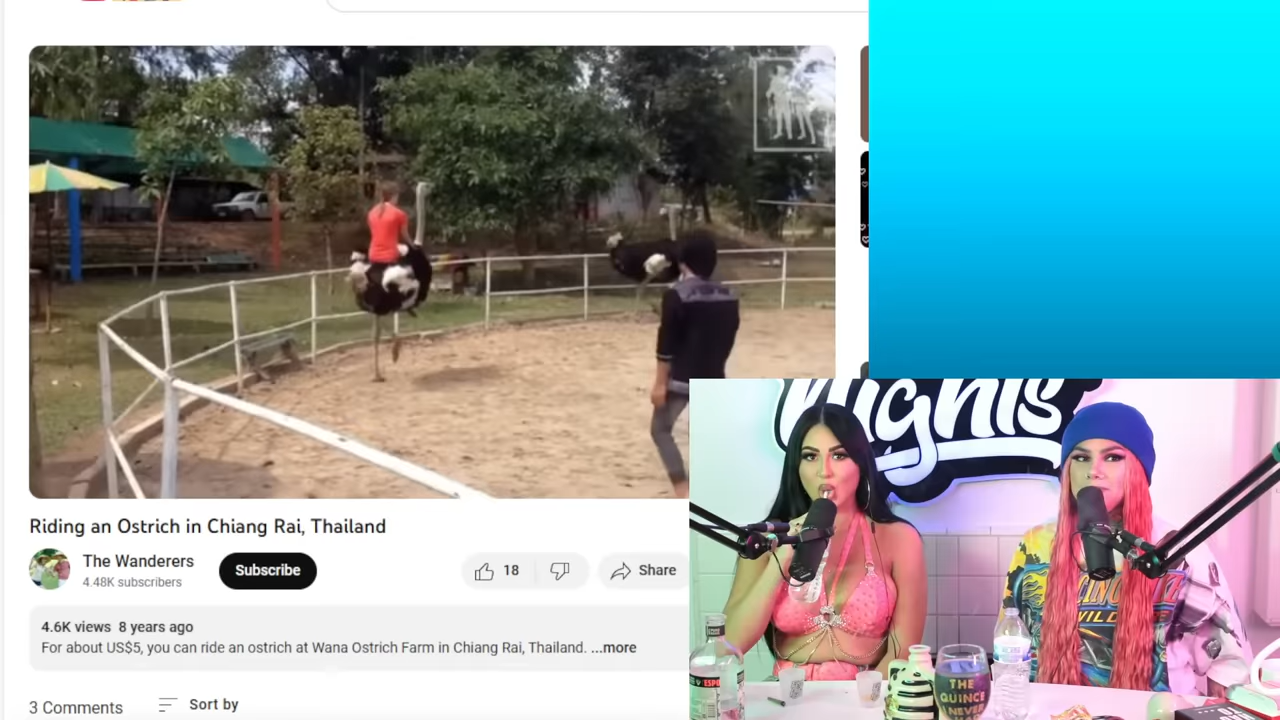 Riding an Ostrich in Chiang Rai, Thailand
The Wanderers
4.48K subscribers
Subscribe
18
Share
4.6K views 8 years ago
For about US$5, you can ride an ostrich at Wana Ostrich Farm in Chiang Rai, Thailand. ...more
3 Comments
Sort by
Nights
THE
QUINCE
NEVER